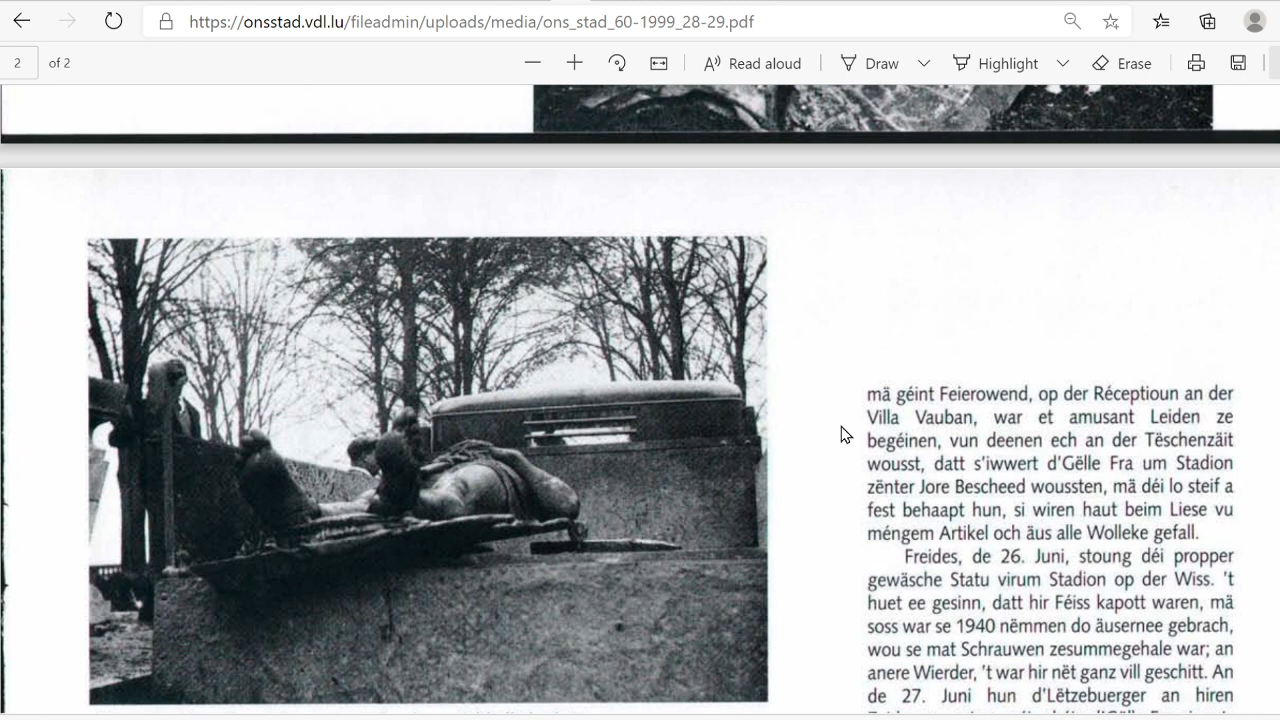 https://onsstad.vdl.lu/fileadmin/uploads/media/ons_stad_60-1999_28-29.pdf
2 of 2
Read aloud
Draw
Highlight
Erase
mä géint Feierowend, op der Réceptioun an der
Villa Vauban, war et amusant Leiden ze
begéinen, vun deenen ech an der Tëschenzäit
wousst, datt s'iwwert d'Gëlle Fra um Stadion
zënter Jore Bescheed woussten, mä déi lo steif a
fest behaapt hun, si wiren haut beim Liese vu
méngem Artikel och äus alle Wolleke gefall.
Freides, de 26. Juni, stoung déi propper
gewäsche Statu virum Stadion op der Wiss. 't
huet ee gesinn, datt hir Féiss kapott waren, mä
soss war se 1940 nëmmen do äusernee gebrach,
wou se mat Schrauwen zesummegehale war; an
anere Wierder, 't war hir nët ganz vill geschitt. An
de 27. Juni hun d'Lëtzebuerger an hiren